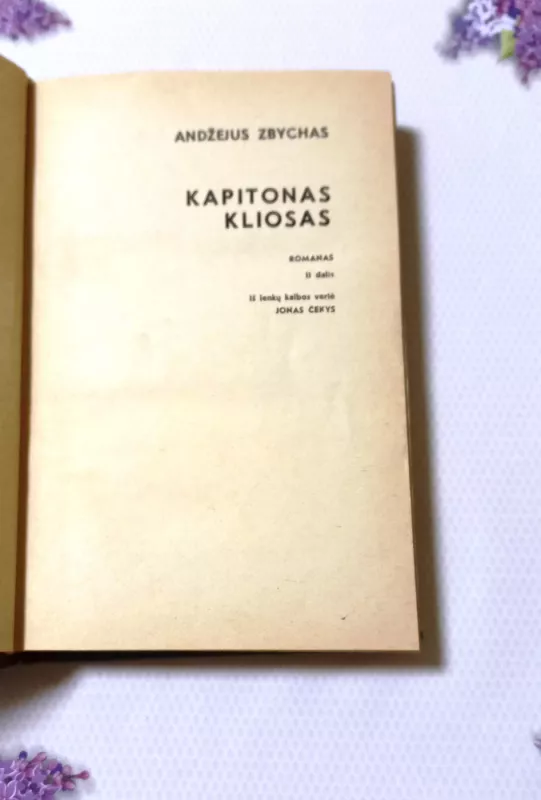 ANDŽEJUS ZBYCHAS
KAPITONAS
KLIOSAS
ROMANAS
II dalis
Iš lenkų kalbos vertė
JONAS ČEKYS